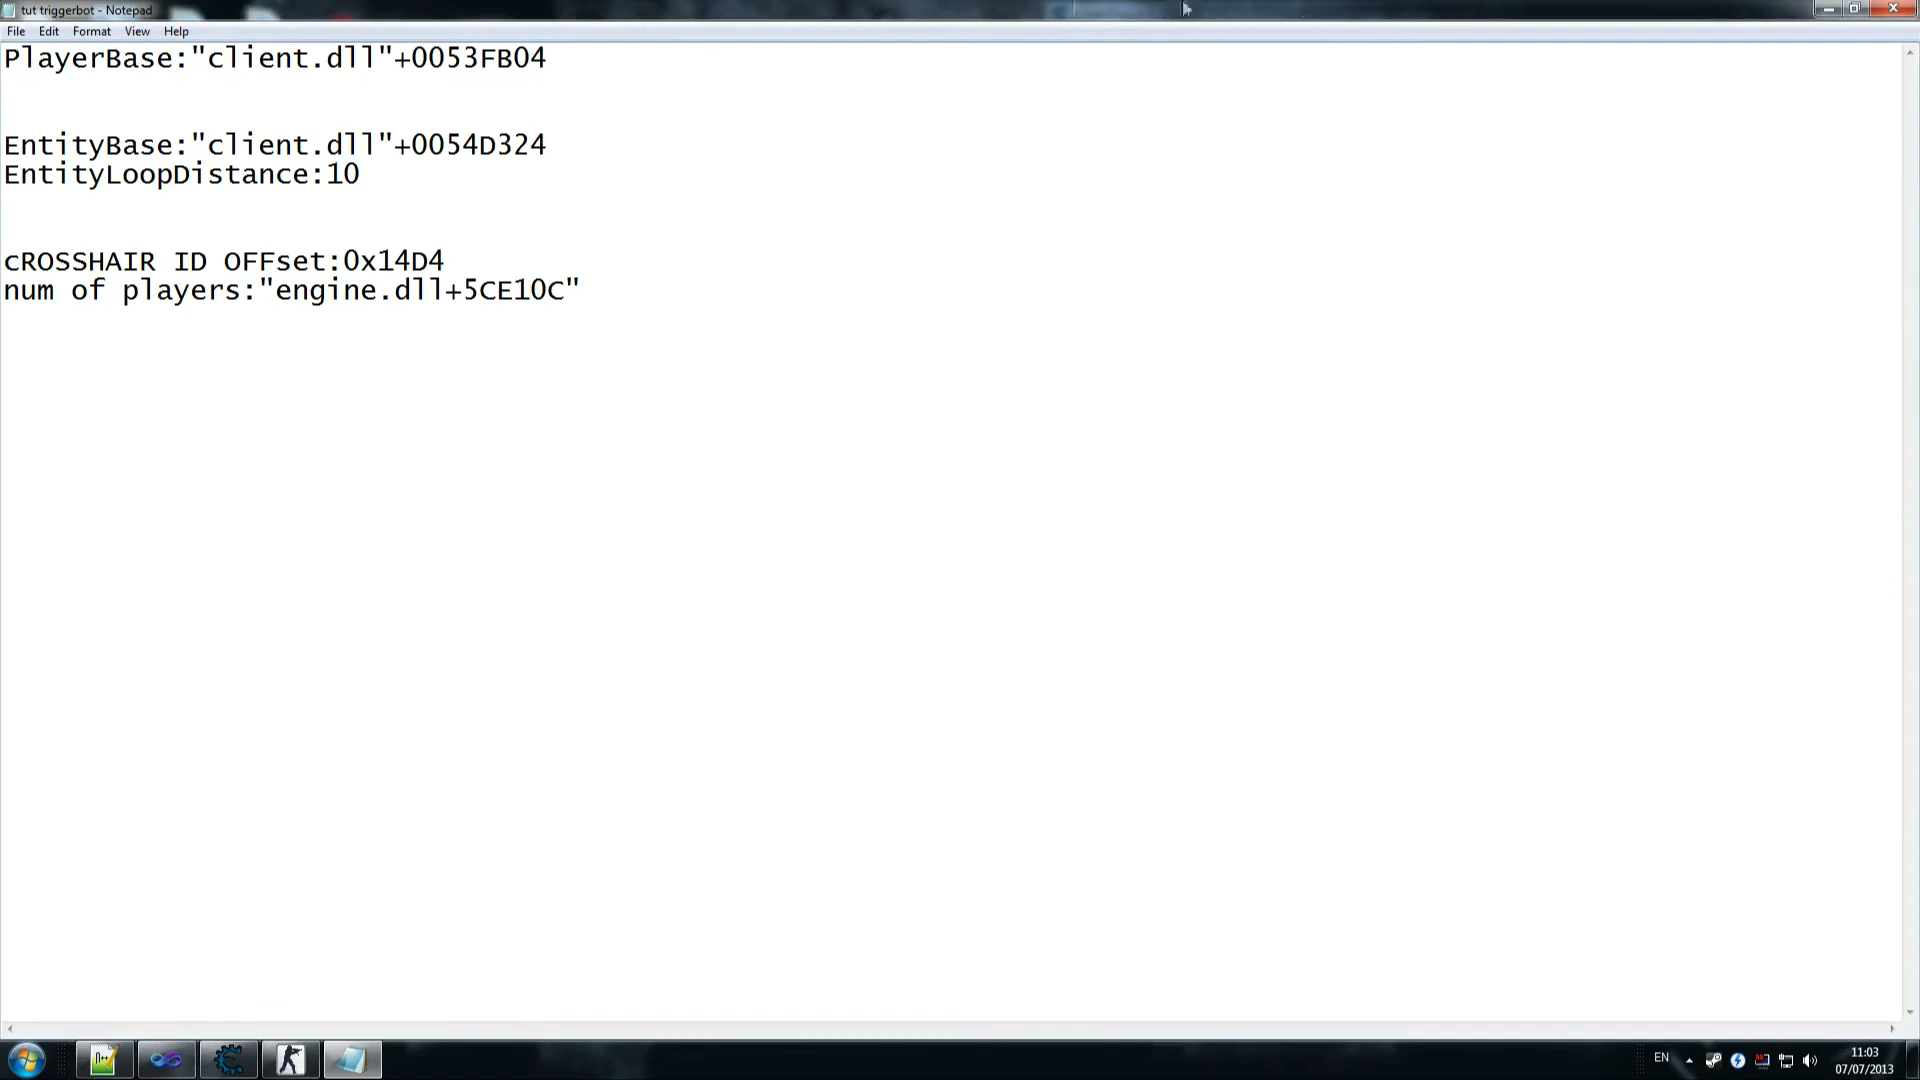 tut triggerbot - Notepad
File Edit Format View Help
PlayerBase:"client.dll"+0053FB04
EntityBase:"client.dll"+0054D324
EntityLoopDistance:10
cROSSHAIR ID OFFset:0x14D4
num of players:"engine.dll+5CE10C"
EN
11:03
07/07/2013